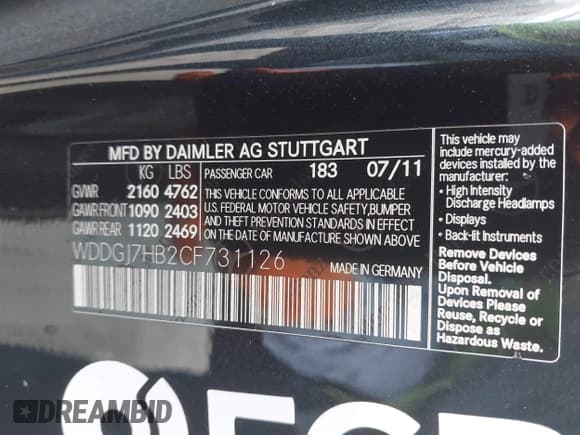 MFD BY DAIMLER AG STUTTGART
KG LBS PASSENGER CAR 183 07/11
GVWR 2160 4762
GAWR FRONT 1090 2403
GAWR REAR 1120 2469
THIS VEHICLE CONFORMS TO ALL APPLICABLE
U.S. FEDERAL MOTOR VEHICLE SAFETY, BUMPER
AND THEFT PREVENTION STANDARDS IN EFFECT
ON THE DATE OF MANUFACTURE SHOWN ABOVE.
WDDGJ7HB2CF731126
MADE IN GERMANY
This vehicle may
include mercury-added
devices installed by the
manufacturer:
• High Intensity
Discharge Headlamps
• Displays
• Back-lit Instruments
Remove Devices
Before Vehicle
Disposal.
Upon Removal of
Devices Please
Reuse, Recycle or
Dispose as
Hazardous Waste.
DREAMBID